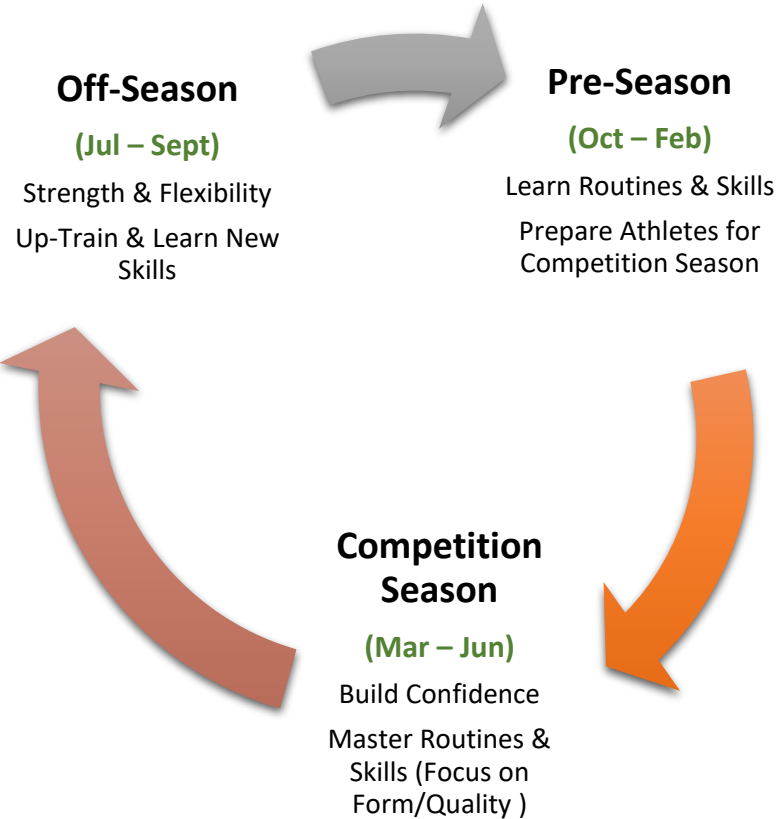 Off-Season
(Jul – Sept)
Strength & Flexibility
Up-Train & Learn New
Skills
Pre-Season
(Oct – Feb)
Learn Routines & Skills
Prepare Athletes for
Competition Season
Competition
Season
(Mar – Jun)
Build Confidence
Master Routines &
Skills (Focus on
Form/Quality )